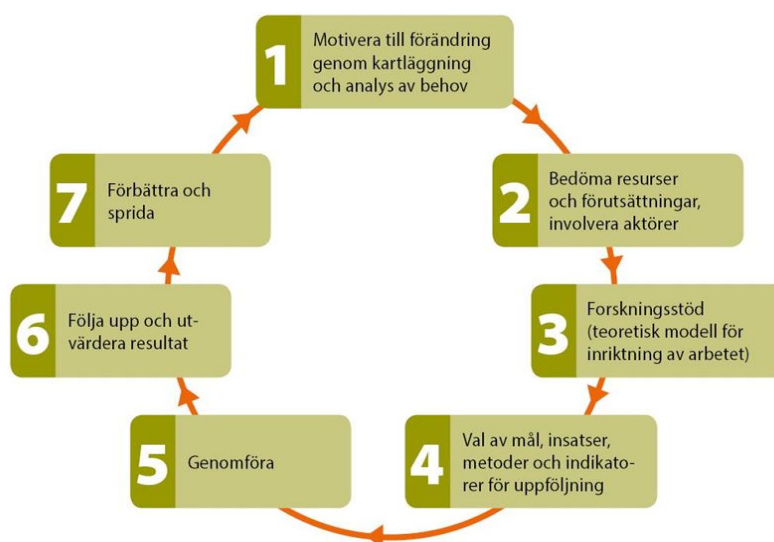 1
Motivera till förändring
genom kartläggning
och analys av behov
2
Bedöma resurser
och förutsättningar,
involvera aktörer
3
Forskningsstöd
(teoretisk modell för
inriktning av arbetet)
4
Val av mål, insatser,
metoder och indikato-
rer för uppföljning
5
Genomföra
6
Följa upp och ut-
värdera resultat
7
Förbättra och
sprida